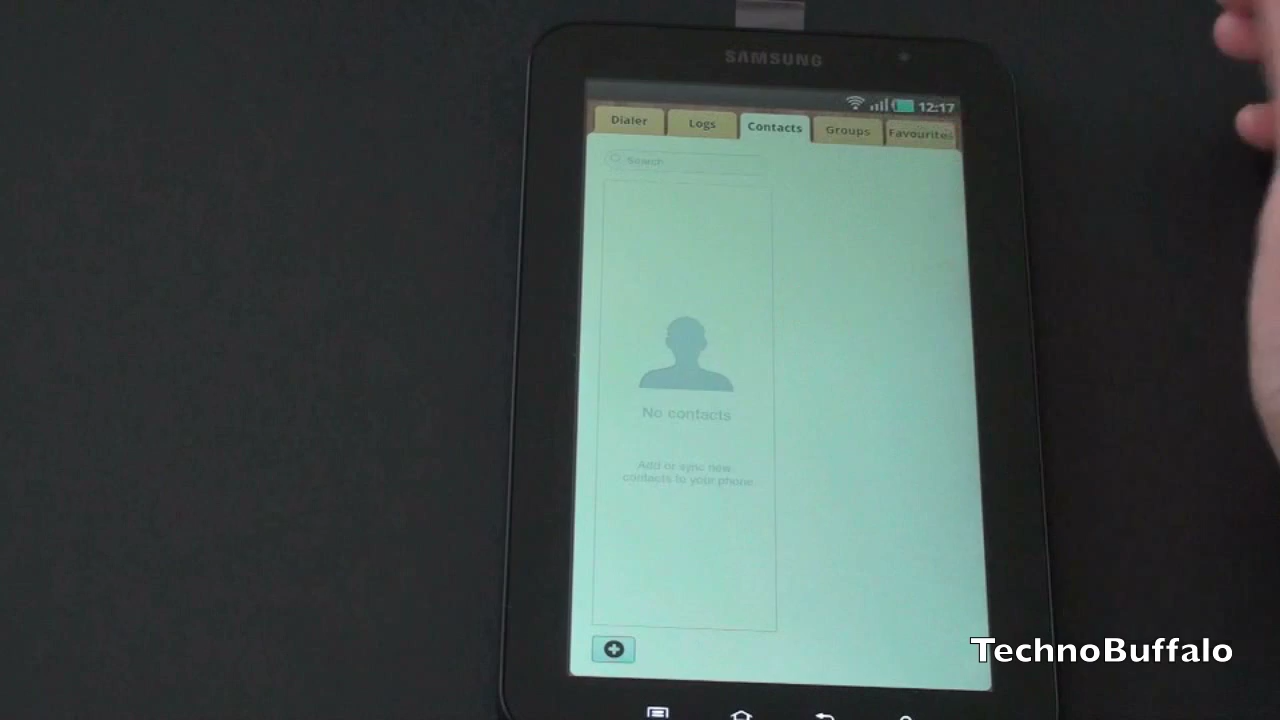 SAMSUNG
12:17
Dialer Logs Contacts Groups Favourites
Search
No contacts
Add or sync new
contacts to your phone
TechnoBuffalo